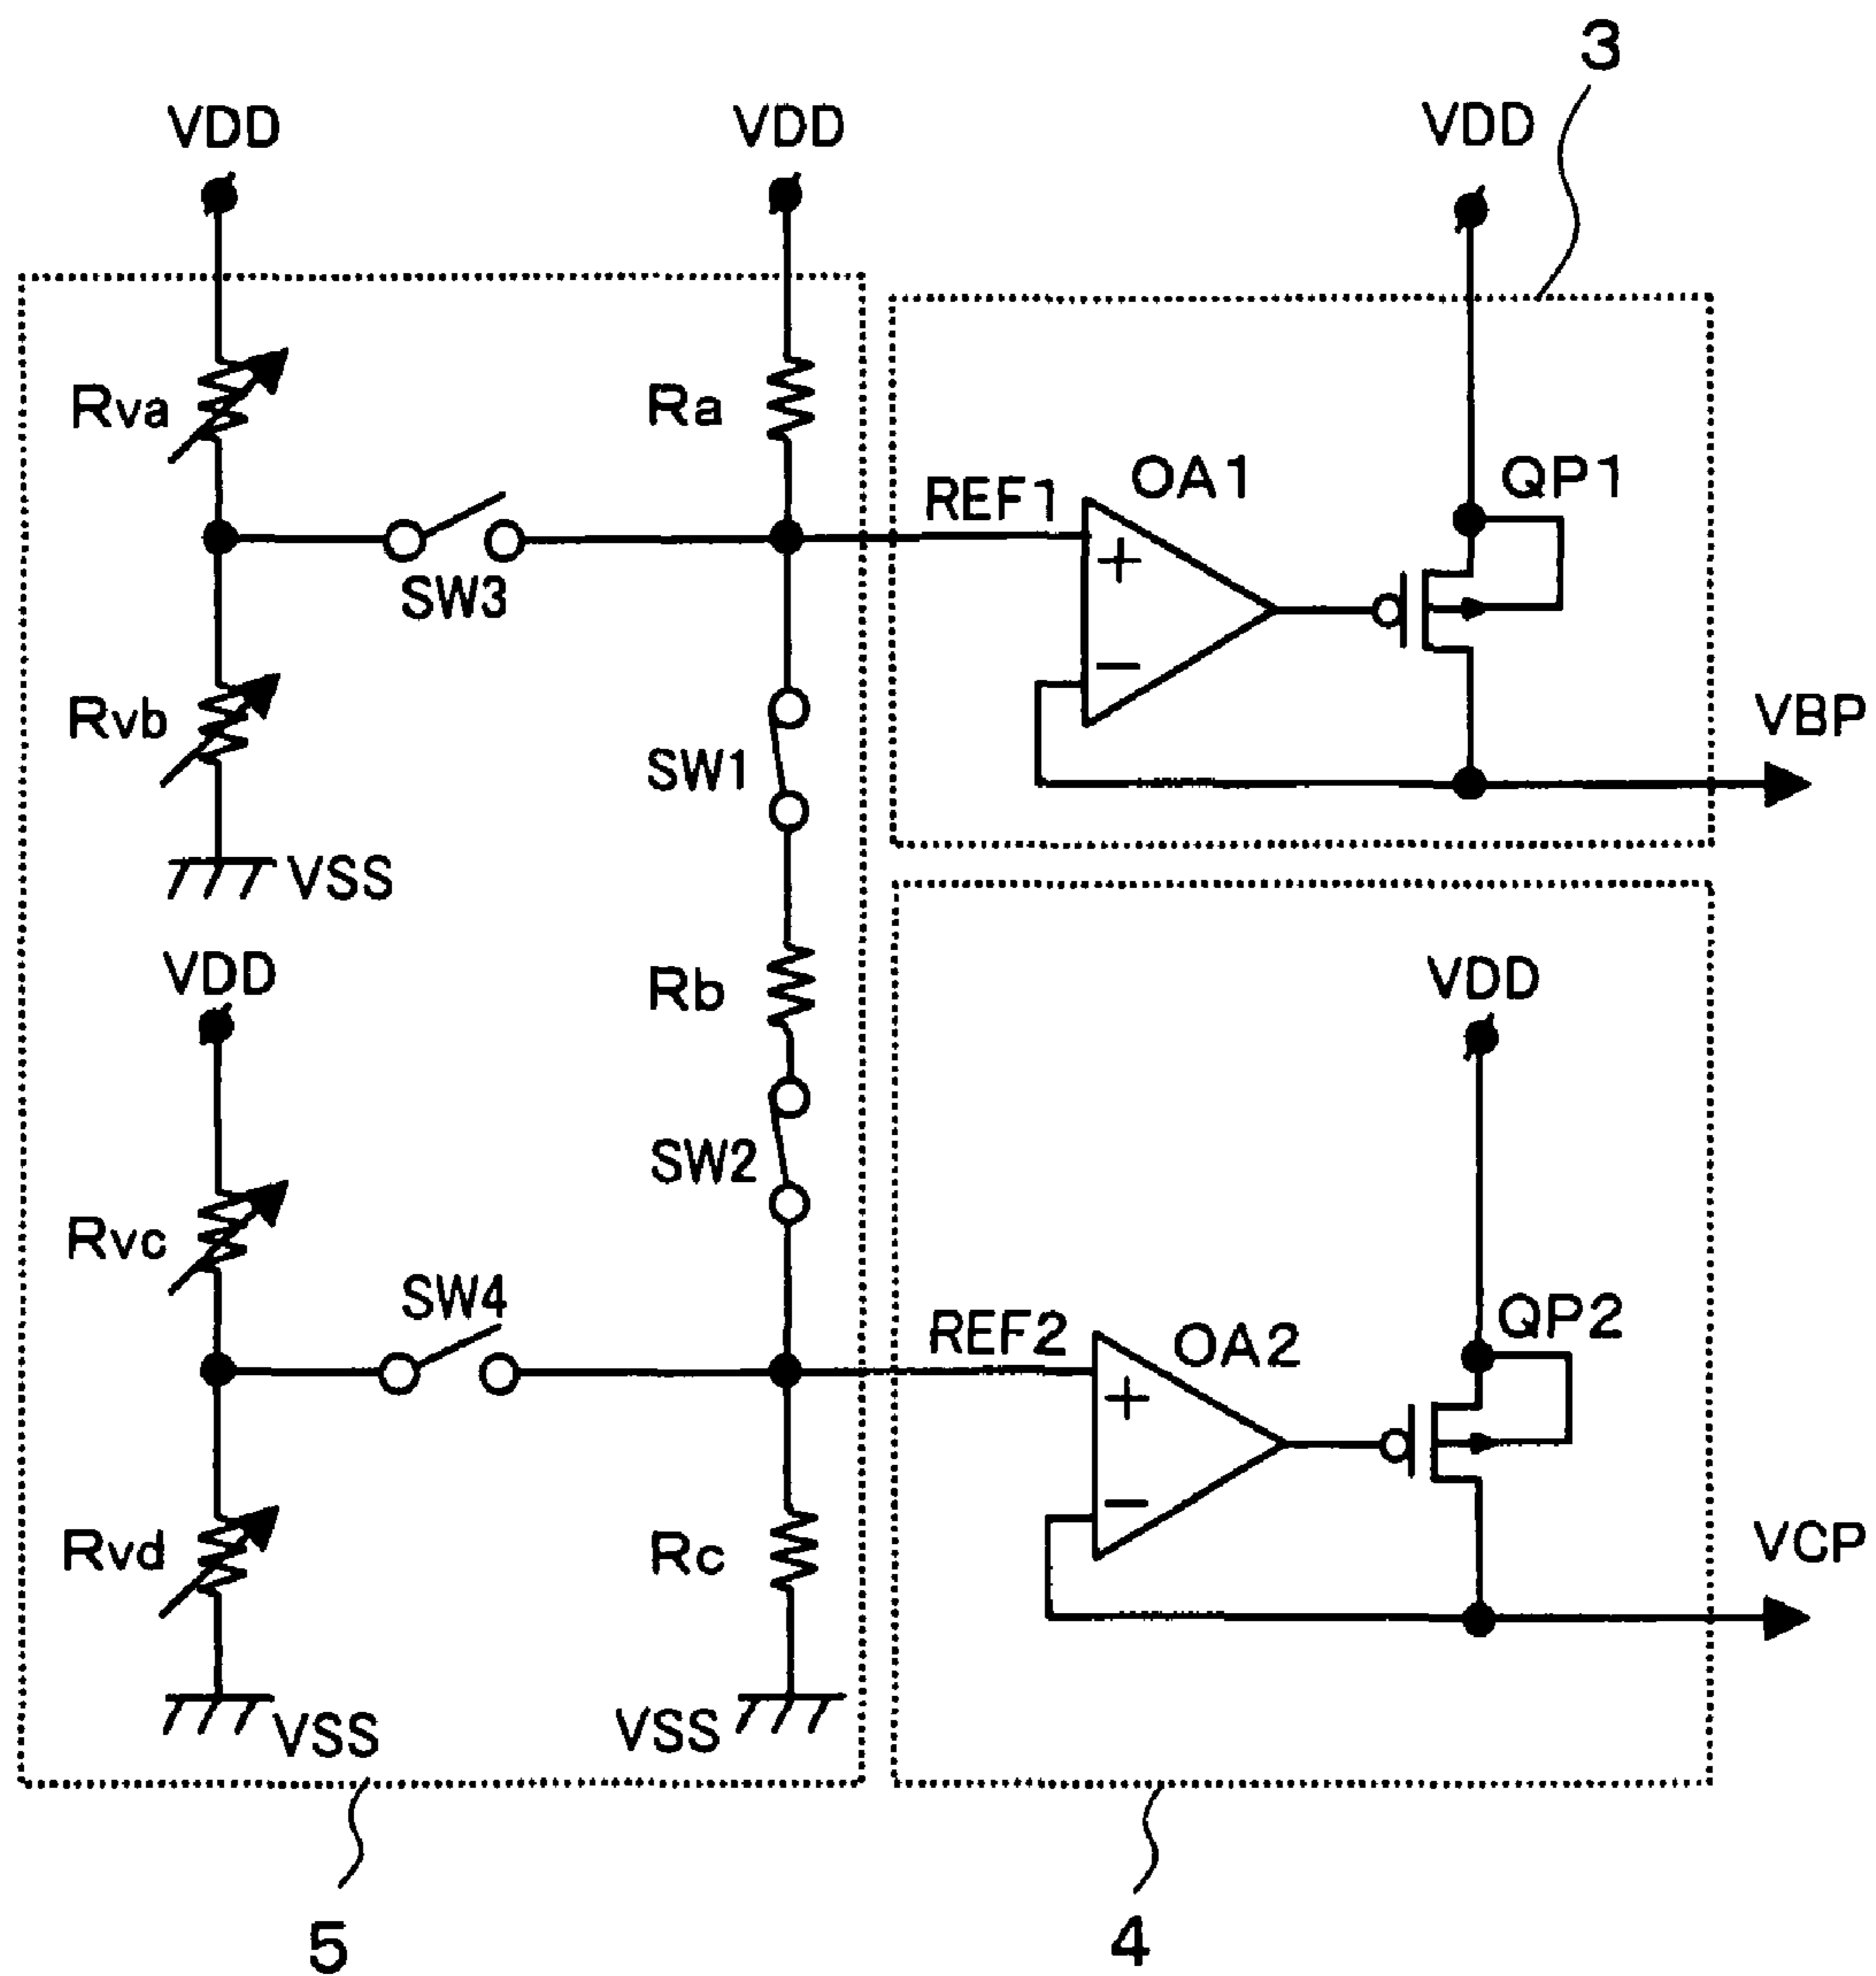 3
VDD
VDD
VDD
Rva
Ra
REF1
OA1
QP1
+
SW3
−
Rvb
SW1
VBP
VSS
VDD
Rb
VDD
SW2
Rvc
SW4
REF2
OA2
QP2
+
−
Rvd
Rc
VCP
VSS
VSS
5
4